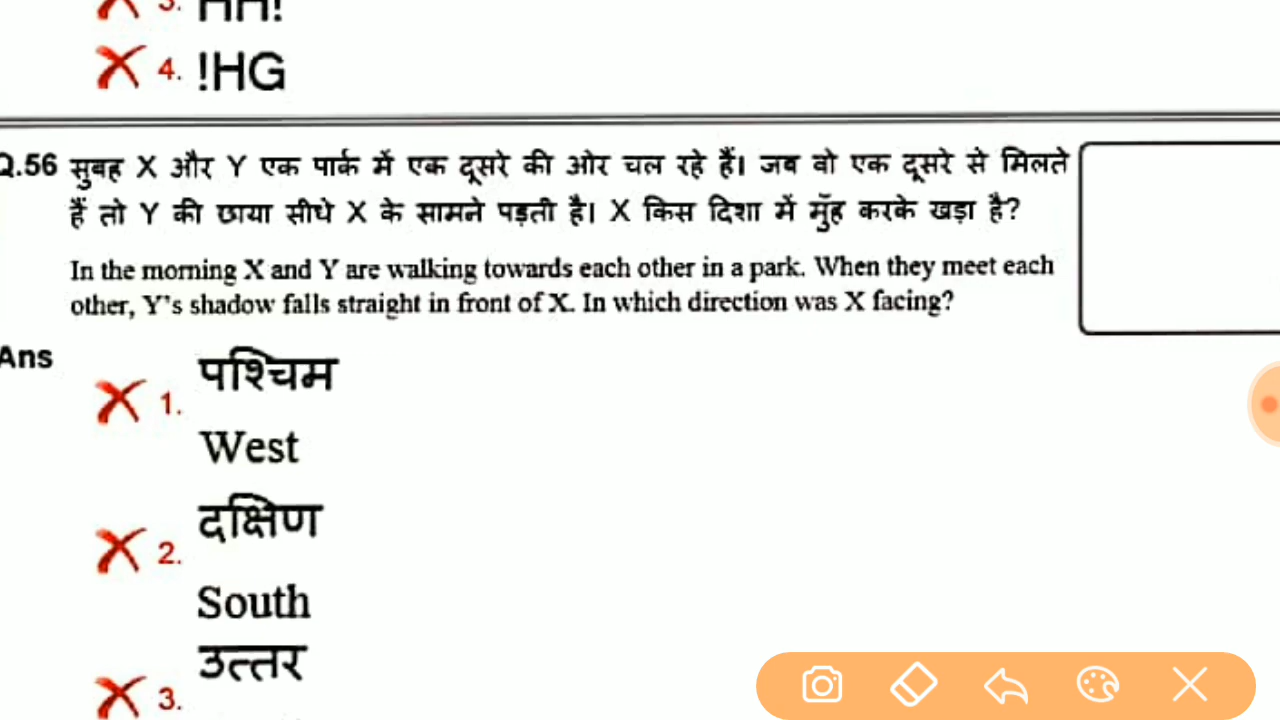 3. HH!
4. !HG
Q.56 सुबह X और Y एक पार्क में एक दूसरे की ओर चल रहे हैं। जब वो एक दूसरे से मिलते
हैं तो Y की छाया सीधे X के सामने पड़ती है। X किस दिशा में मुँह करके खड़ा है?
In the morning X and Y are walking towards each other in a park. When they meet each
other, Y's shadow falls straight in front of X. In which direction was X facing?
Ans
1. पश्चिम
West
2. दक्षिण
South
3. उत्तर